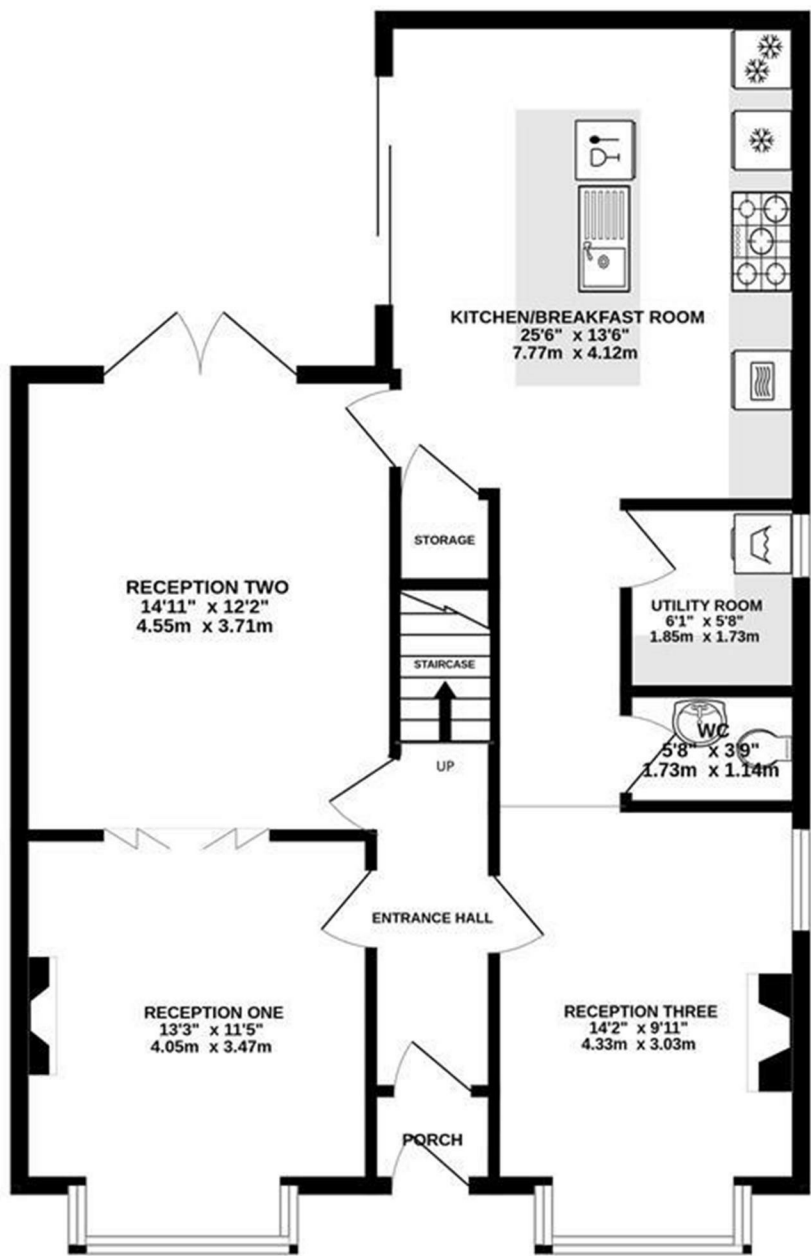 KITCHEN/BREAKFAST ROOM
25'6" x 13'6"
7.77m x 4.12m
STORAGE
RECEPTION TWO
14'11" x 12'2"
4.55m x 3.71m
UTILITY ROOM
6'1" x 5'8"
1.85m x 1.73m
STAIRCASE
UP
WC
5'8" x 3'9"
1.73m x 1.14m
ENTRANCE HALL
RECEPTION ONE
13'3" x 11'5"
4.05m x 3.47m
RECEPTION THREE
14'2" x 9'11"
4.33m x 3.03m
PORCH